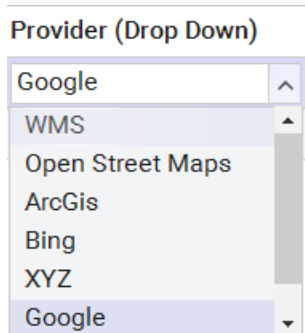 Provider (Drop Down)
Google
WMS
Open Street Maps
ArcGis
Bing
XYZ
Google